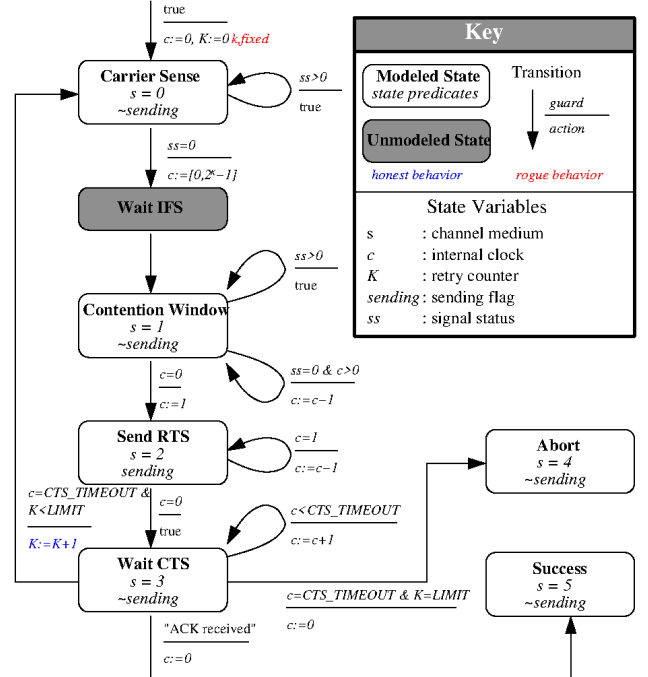 true
c:=0, K:=0 k,fixed
Carrier Sense
s = 0
~sending
ss>0
true
ss=0
c:=[0,2ᵏ−1]
Wait IFS
ss>0
true
Contention Window
s = 1
~sending
c=0
c:=1
ss=0 & c>0
c:=c−1
Send RTS
s = 2
sending
c=1
c:=c−1
c=CTS_TIMEOUT &
K<LIMIT
K:=K+1
c=0
true
c<CTS_TIMEOUT
c:=c+1
Wait CTS
s = 3
~sending
c=CTS_TIMEOUT & K=LIMIT
c:=0
"ACK received"
c:=0
Abort
s = 4
~sending
Success
s = 5
~sending
Key
Modeled State
state predicates
Transition
guard
action
Unmodeled State
honest behavior
rogue behavior
State Variables
s : channel medium
c : internal clock
K : retry counter
sending : sending flag
ss : signal status